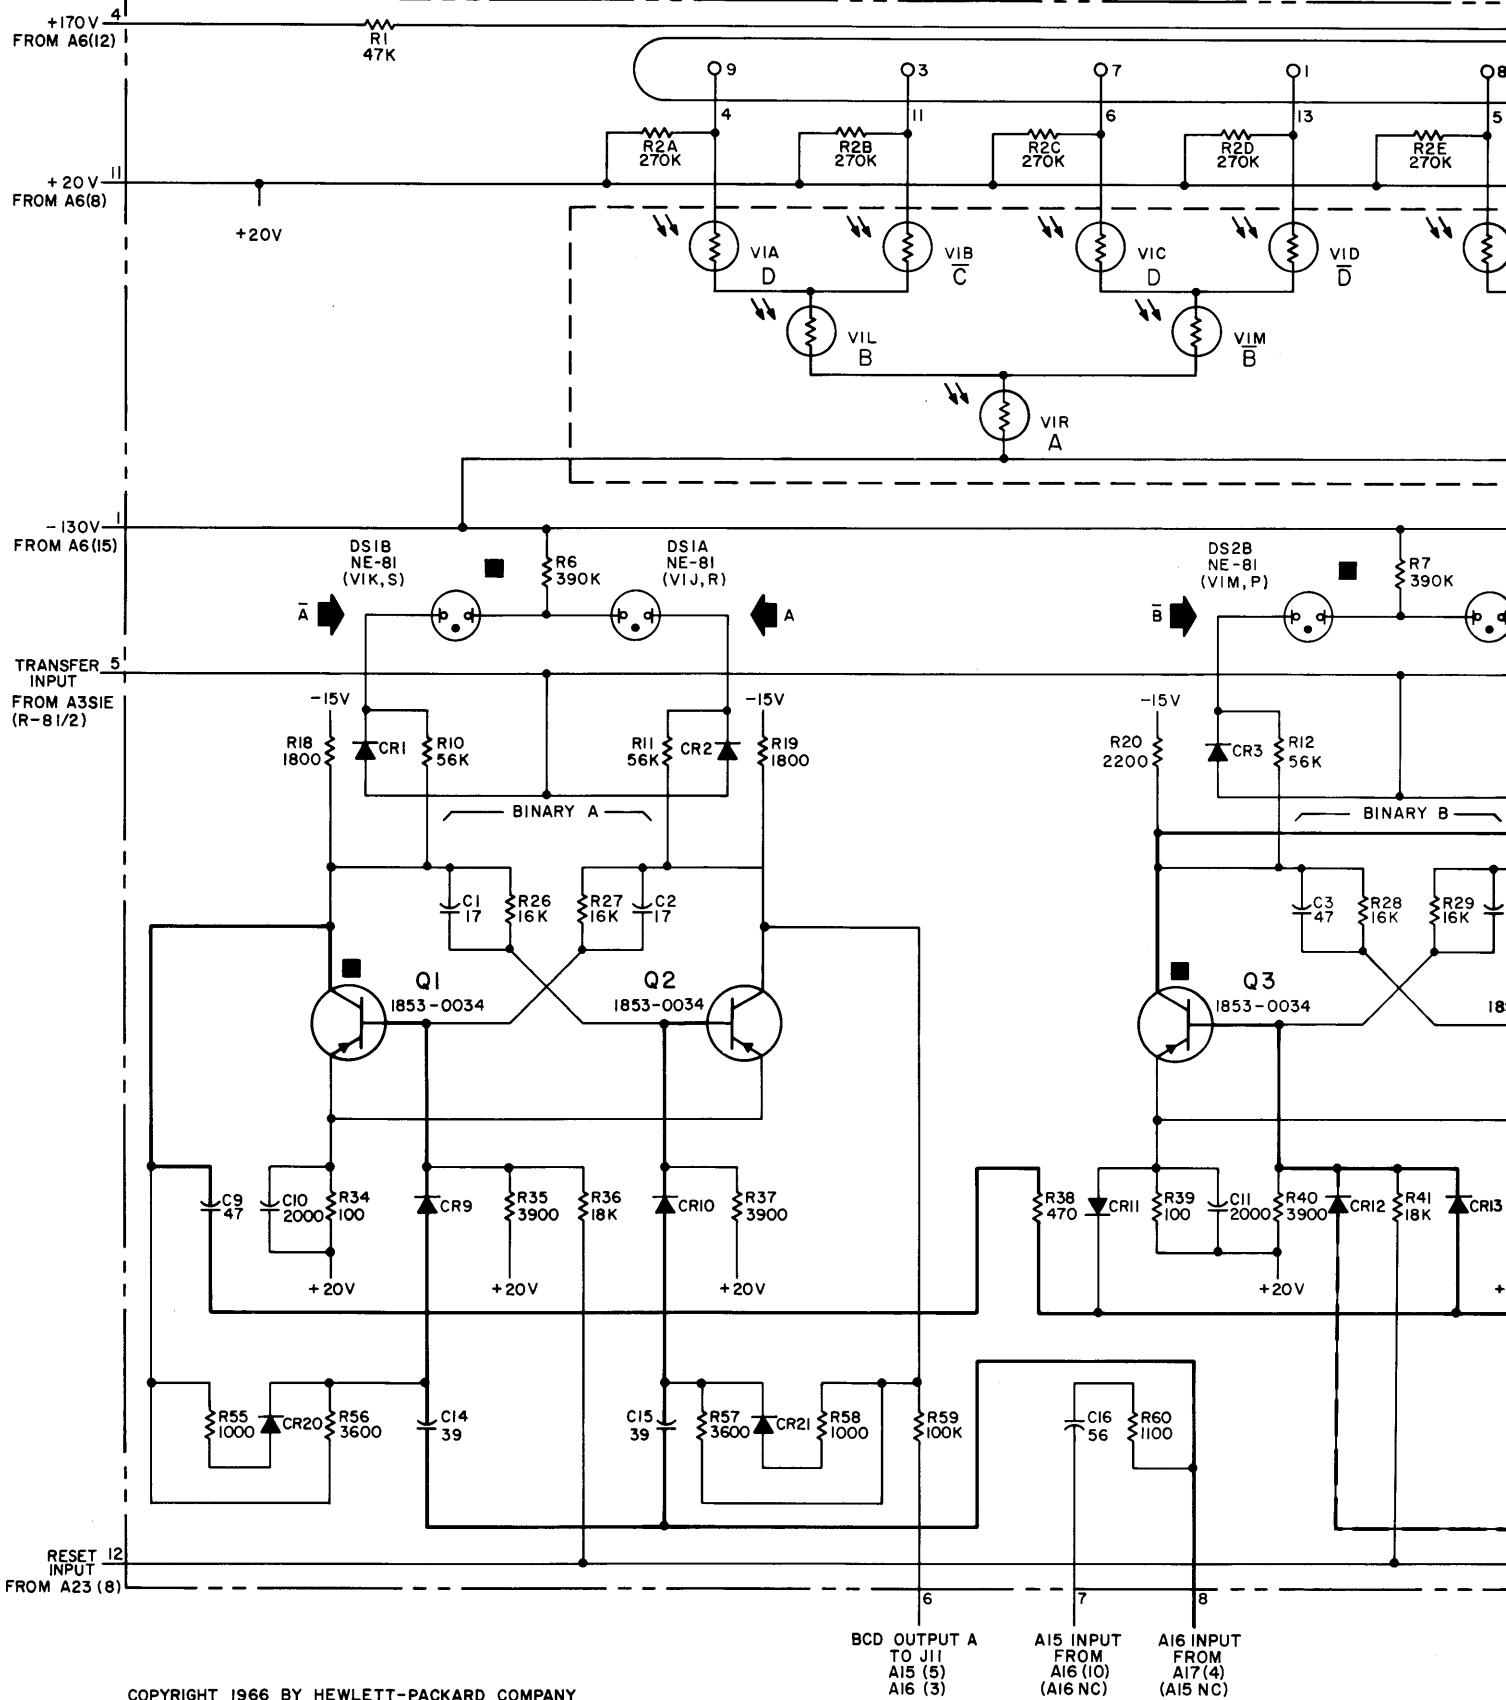 +170V 4
FROM A6(12)
R1
47K
9 3 7 1 8
4 11 6 13 5
R2A
270K
R2B
270K
R2C
270K
R2D
270K
R2E
270K
+20V 11
FROM A6(8)
+20V
V1A
D
V1B
C̅
V1C
D
V1D
D̅
V1L
B
V1M
B̅
V1R
A
-130V 1
FROM A6(15)
DS1B
NE-81
(V1K,S)
R6
390K
DS1A
NE-81
(V1J,R)
DS2B
NE-81
(V1M,P)
R7
390K
A̅
A
B̅
TRANSFER 5
INPUT
FROM A3S1E
(R-81/2)
-15V
R18
1800
CR1
R10
56K
R11
56K
CR2
-15V
R19
1800
-15V
R20
2200
CR3
R12
56K
BINARY A
BINARY B
C1
17
R26
16K
R27
16K
C2
17
C3
47
R28
16K
R29
16K
Q1
1853-0034
Q2
1853-0034
Q3
1853-0034
18
C9
47
C10
2000
R34
100
CR9
R35
3900
R36
18K
CR10
R37
3900
R38
470
CR11
R39
100
C11
2000
R40
3900
CR12
R41
18K
CR13
+20V
+20V
+20V
+20V
+
R55
1000
CR20
R56
3600
C14
39
C15
39
R57
3600
CR21
R58
1000
R59
100K
C16
56
R60
1100
RESET 12
INPUT
FROM A23 (8)
6 7 8
BCD OUTPUT A
TO J11
A15 (5)
A16 (3)
A15 INPUT
FROM
A16 (10)
(A16 NC)
A16 INPUT
FROM
A17 (4)
(A15 NC)
COPYRIGHT 1966 BY HEWLETT-PACKARD COMPANY